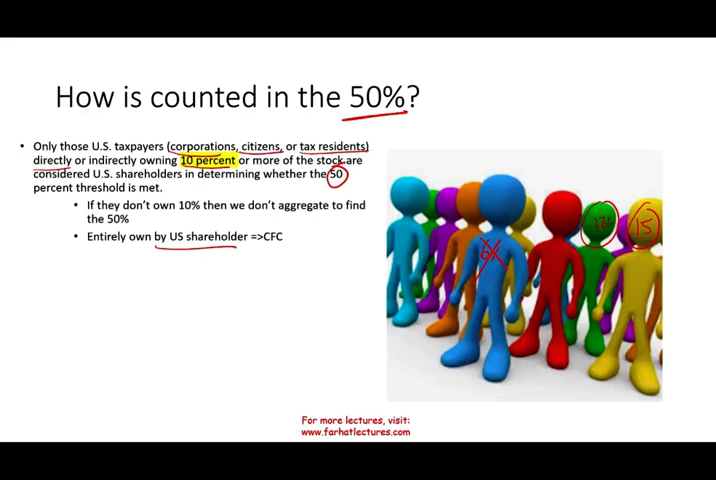 How is counted in the 50%?
• Only those U.S. taxpayers (corporations, citizens, or tax residents)
directly or indirectly owning 10 percent or more of the stock are
considered U.S. shareholders in determining whether the 50
percent threshold is met.
• If they don't own 10% then we don't aggregate to find
the 50%
• Entirely own by US shareholder =>CFC
15
For more lectures, visit:
www.farhatlectures.com